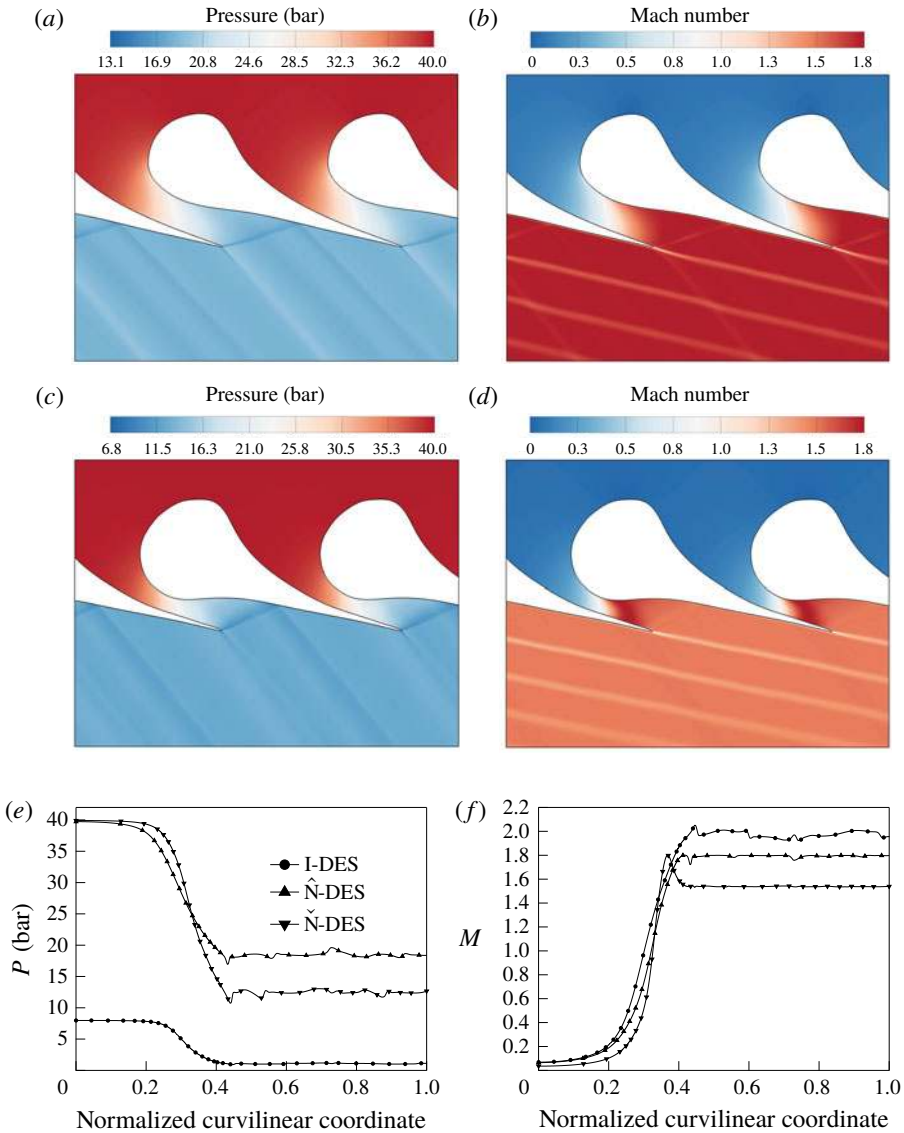 (a) Pressure (bar)
13.1 16.9 20.8 24.6 28.5 32.3 36.2 40.0
(b) Mach number
0 0.3 0.5 0.8 1.0 1.3 1.5 1.8
(c) Pressure (bar)
6.8 11.5 16.3 21.0 25.8 30.5 35.3 40.0
(d) Mach number
0 0.3 0.5 0.8 1.0 1.3 1.5 1.8
(e)
40
35
30
25
20
15
10
5
P (bar)
I-DES
N̂-DES
Ň-DES
0 0.2 0.4 0.6 0.8 1.0
Normalized curvilinear coordinate
(f)
2.2
2.0
1.8
1.6
1.4
1.2
1.0
0.8
0.6
0.4
0.2
M
0 0.2 0.4 0.6 0.8 1.0
Normalized curvilinear coordinate